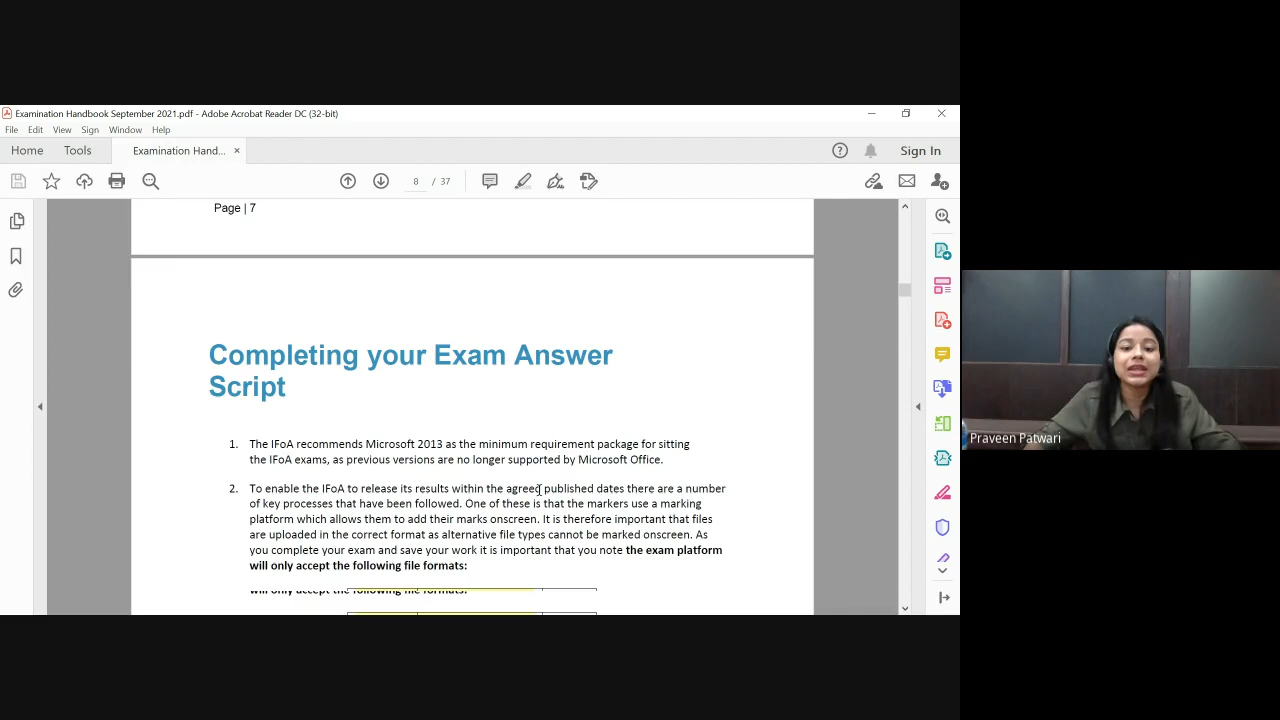 Examination Handbook September 2021.pdf - Adobe Acrobat Reader DC (32-bit)
File Edit View Sign Window Help
Home Tools Examination Hand... × Sign In
8 / 37
Page | 7
Completing your Exam Answer
Script
1. The IFoA recommends Microsoft 2013 as the minimum requirement package for sitting
the IFoA exams, as previous versions are no longer supported by Microsoft Office.
2. To enable the IFoA to release its results within the agreed published dates there are a number
of key processes that have been followed. One of these is that the markers use a marking
platform which allows them to add their marks onscreen. It is therefore important that files
are uploaded in the correct format as alternative file types cannot be marked onscreen. As
you complete your exam and save your work it is important that you note the exam platform
will only accept the following file formats:
will only accept the following file formats:
Praveen Patwari